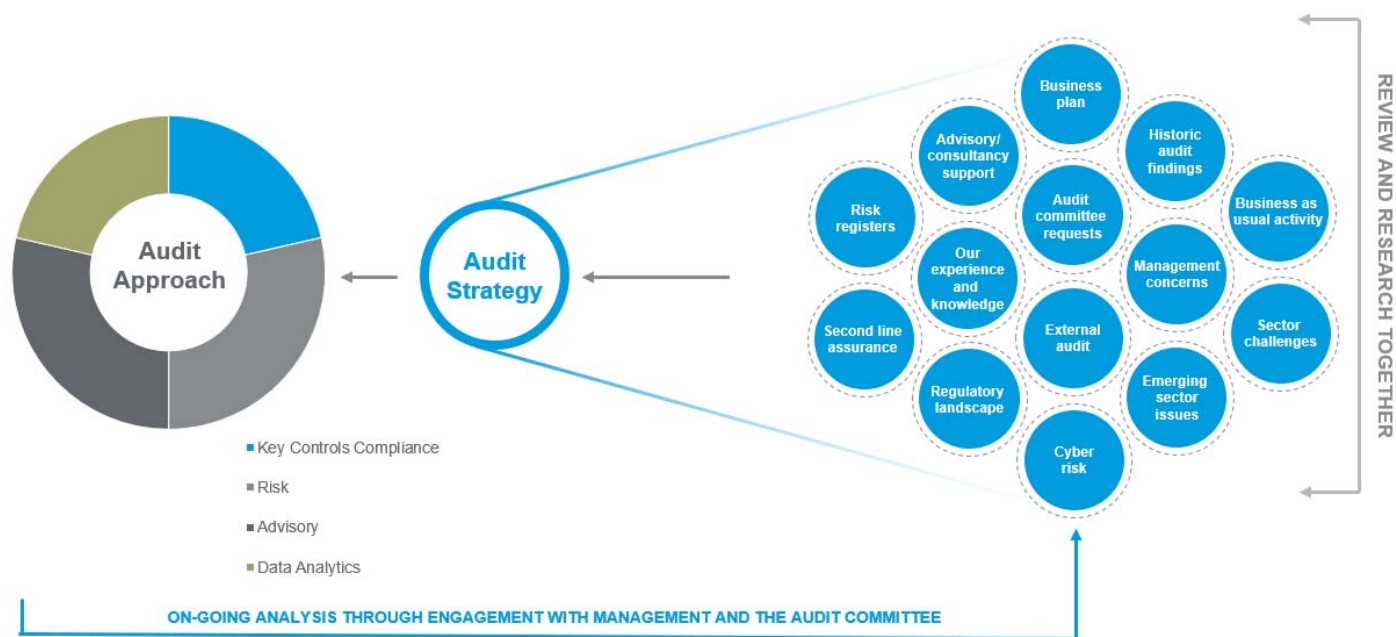 Audit
Approach
Key Controls Compliance
Risk
Advisory
Data Analytics
Audit
Strategy
Business
plan
Advisory/
consultancy
support
Historic
audit
findings
Risk
registers
Audit
committee
requests
Business as
usual activity
Our
experience
and
knowledge
Management
concerns
Second line
assurance
External
audit
Sector
challenges
Regulatory
landscape
Emerging
sector
issues
Cyber
risk
REVIEW AND RESEARCH TOGETHER
ON-GOING ANALYSIS THROUGH ENGAGEMENT WITH MANAGEMENT AND THE AUDIT COMMITTEE